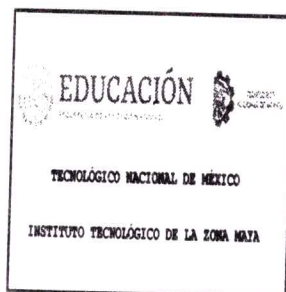 EDUCACIÓN
TECNOLÓGICO NACIONAL DE MÉXICO
INSTITUTO TECNOLÓGICO DE LA ZONA MAYA